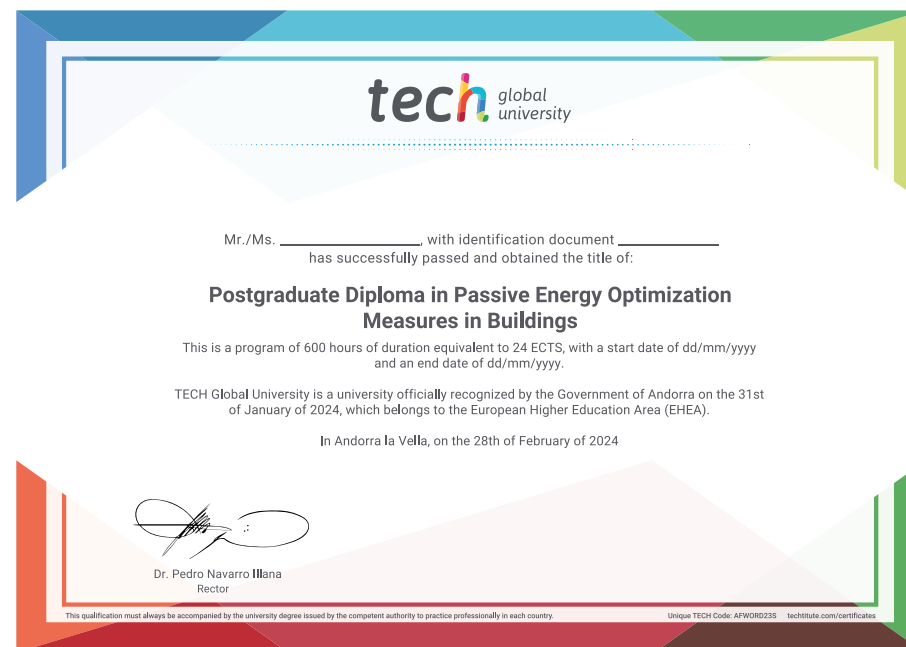 tech global
university
Mr./Ms. ____________________, with identification document ______________
has successfully passed and obtained the title of:
Postgraduate Diploma in Passive Energy Optimization
Measures in Buildings
This is a program of 600 hours of duration equivalent to 24 ECTS, with a start date of dd/mm/yyyy
and an end date of dd/mm/yyyy.
TECH Global University is a university officially recognized by the Government of Andorra on the 31st
of January of 2024, which belongs to the European Higher Education Area (EHEA).
In Andorra la Vella, on the 28th of February of 2024
Dr. Pedro Navarro Illana
Rector
This qualification must always be accompanied by the university degree issued by the competent authority to practice professionally in each country. Unique TECH Code: AFWORD23S techtitute.com/certificates